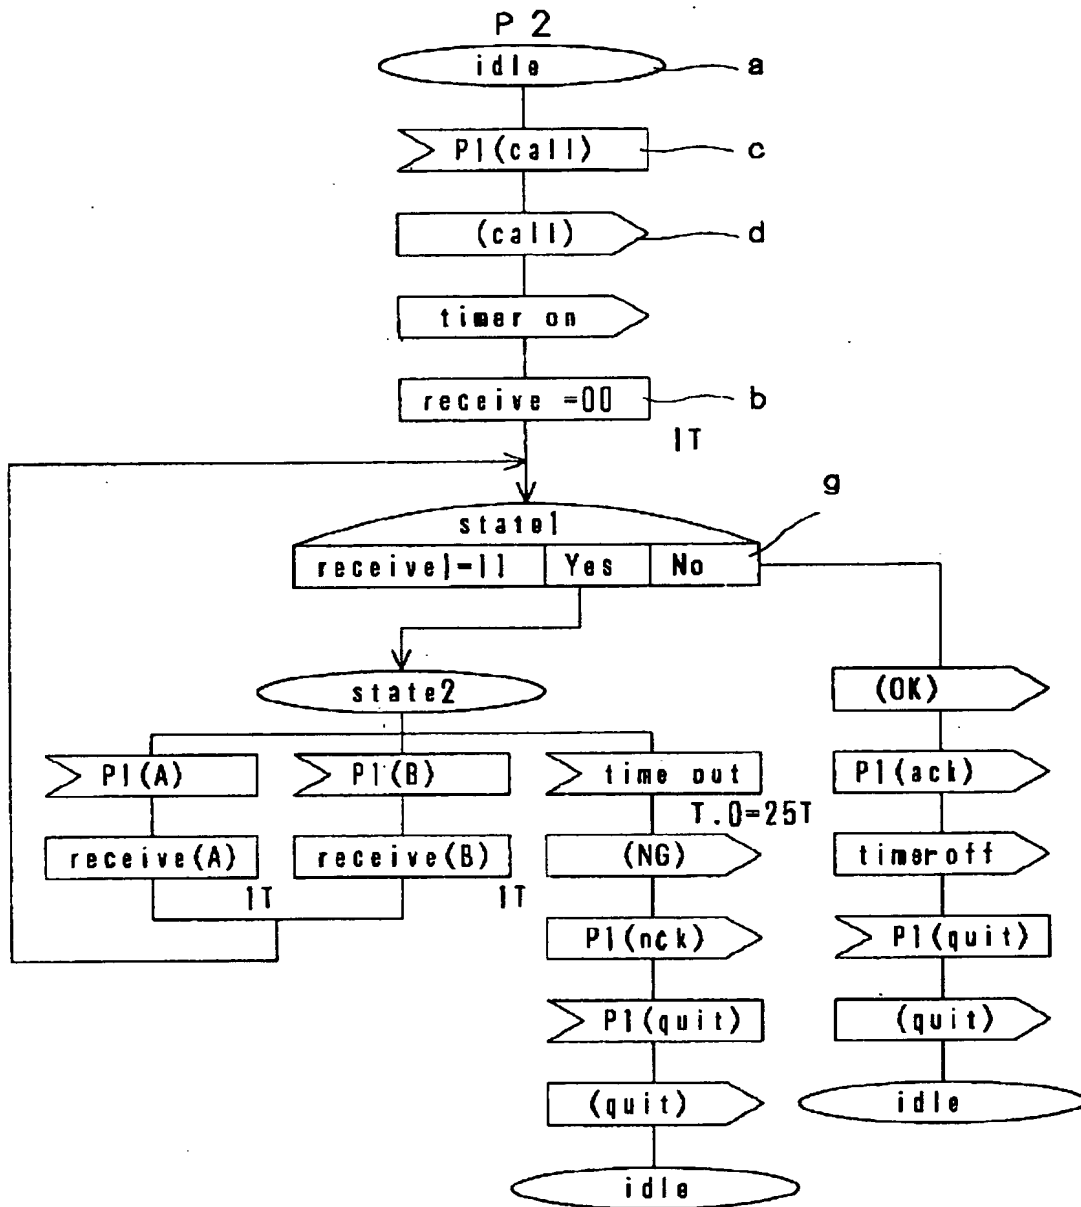 P 2
idle
a
P1(call)
c
(call)
d
timer on
receive =00
b
1T
g
state1
receive)=11
Yes
No
state2
(OK)
P1(A)
P1(B)
time out
P1(ack)
T.O=25T
receive(A)
receive(B)
(NG)
timeroff
1T
1T
P1(nck)
P1(quit)
P1(quit)
(quit)
(quit)
idle
idle